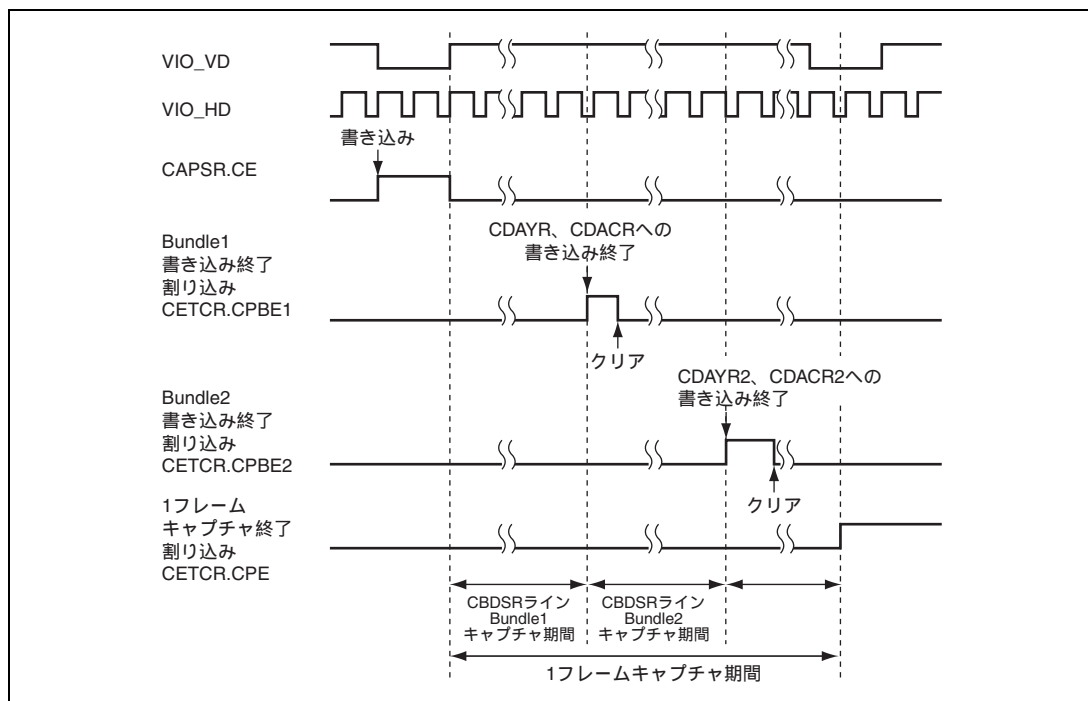 VIO_VD
VIO_HD
書き込み
CAPSR.CE
Bundle1
書き込み終了
割り込み
CETCR.CPBE1
CDAYR、CDACRへの
書き込み終了
クリア
Bundle2
書き込み終了
割り込み
CETCR.CPBE2
CDAYR2、CDACR2への
書き込み終了
クリア
1フレーム
キャプチャ終了
割り込み
CETCR.CPE
CBDSRライン
Bundle1
キャプチャ期間
CBDSRライン
Bundle2
キャプチャ期間
1フレームキャプチャ期間